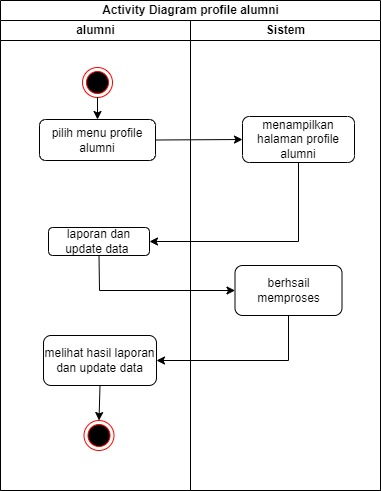 Activity Diagram profile alumni
alumni
Sistem
pilih menu profile
alumni
menampilkan
halaman profile
alumni
laporan dan
update data
berhsail
memproses
melihat hasil laporan
dan update data